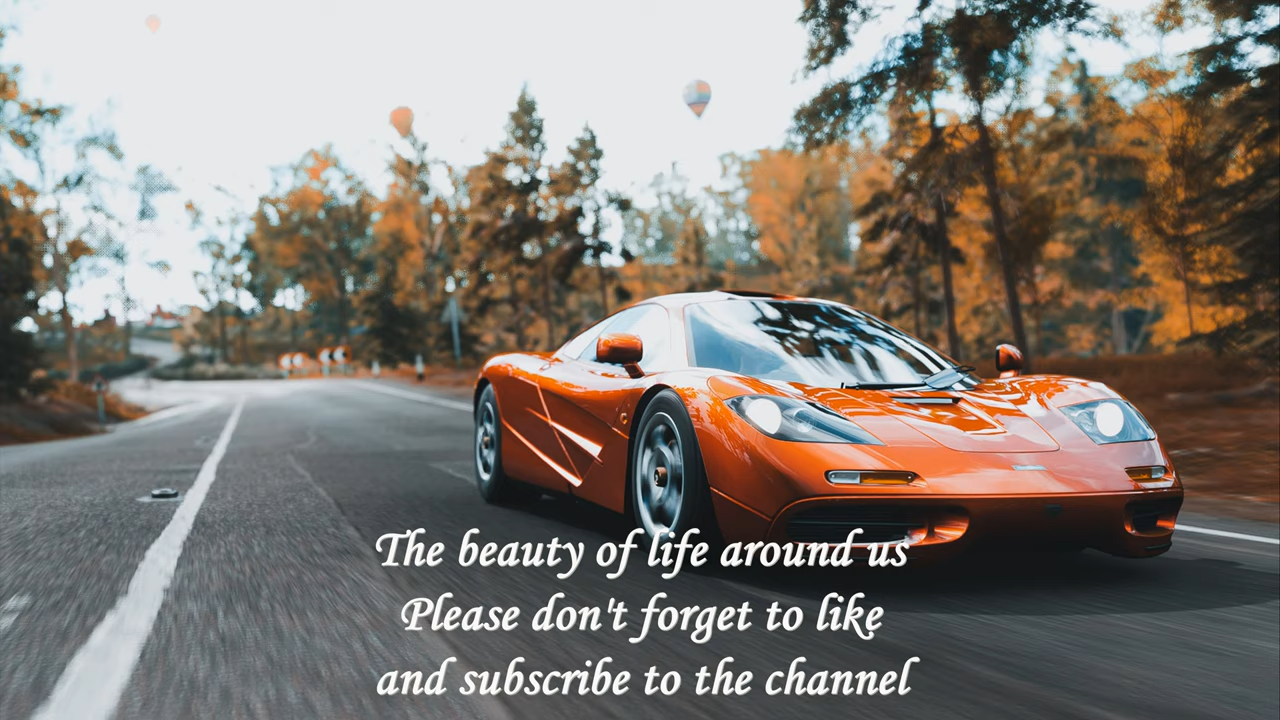 The beauty of life around us
Please don't forget to like
and subscribe to the channel